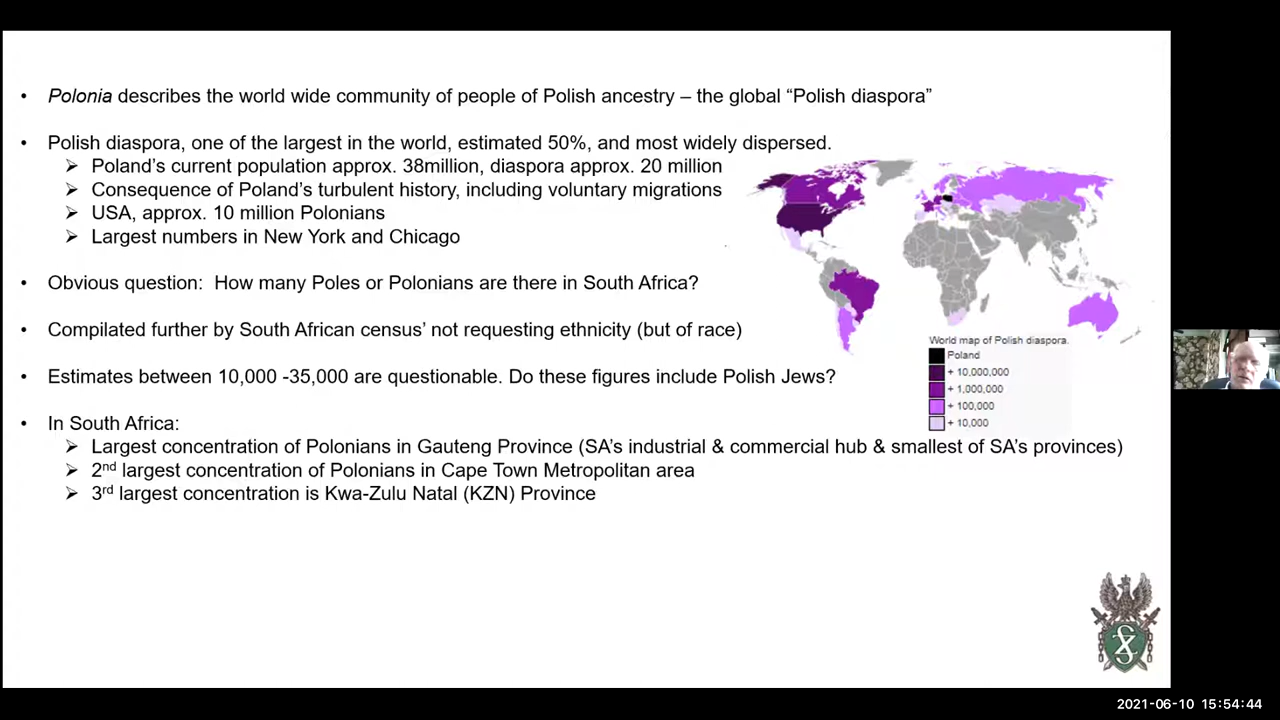 • Polonia describes the world wide community of people of Polish ancestry – the global “Polish diaspora”
• Polish diaspora, one of the largest in the world, estimated 50%, and most widely dispersed.
➢ Poland’s current population approx. 38million, diaspora approx. 20 million
➢ Consequence of Poland’s turbulent history, including voluntary migrations
➢ USA, approx. 10 million Polonians
➢ Largest numbers in New York and Chicago
• Obvious question:  How many Poles or Polonians are there in South Africa?
• Compilated further by South African census’ not requesting ethnicity (but of race)
World map of Polish diaspora.
Poland
+ 10,000,000
+ 1,000,000
+ 100,000
+ 10,000
• Estimates between 10,000 -35,000 are questionable. Do these figures include Polish Jews?
• In South Africa:
➢ Largest concentration of Polonians in Gauteng Province (SA’s industrial & commercial hub & smallest of SA’s provinces)
➢ 2nd largest concentration of Polonians in Cape Town Metropolitan area
➢ 3rd largest concentration is Kwa-Zulu Natal (KZN) Province
2021-06-10 15:54:44